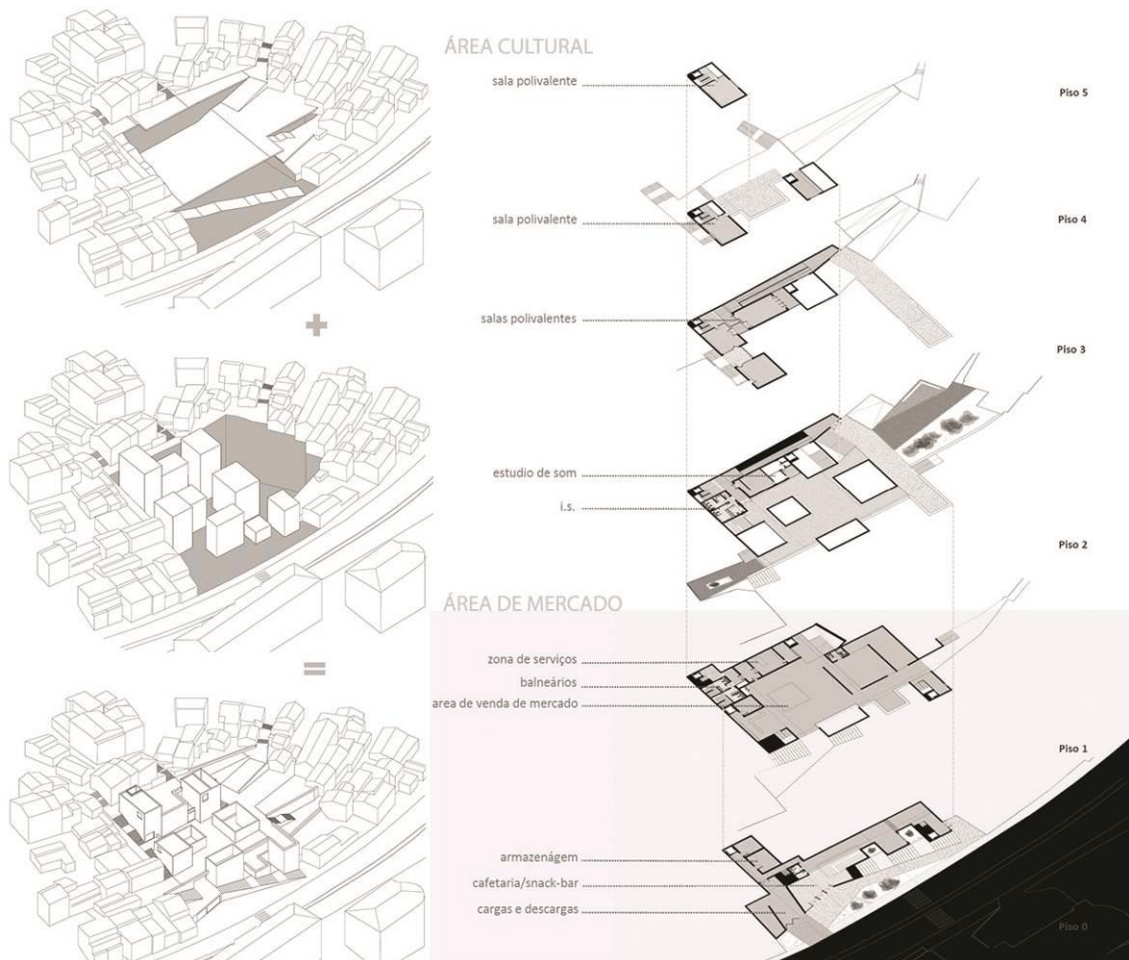 ÁREA CULTURAL
sala polivalente
Piso 5
sala polivalente
Piso 4
salas polivalentes
Piso 3
estudio de som
i.s.
Piso 2
ÁREA DE MERCADO
zona de serviços
balneários
area de venda de mercado
Piso 1
armazenágem
cafetaria/snack-bar
cargas e descargas
Piso 0